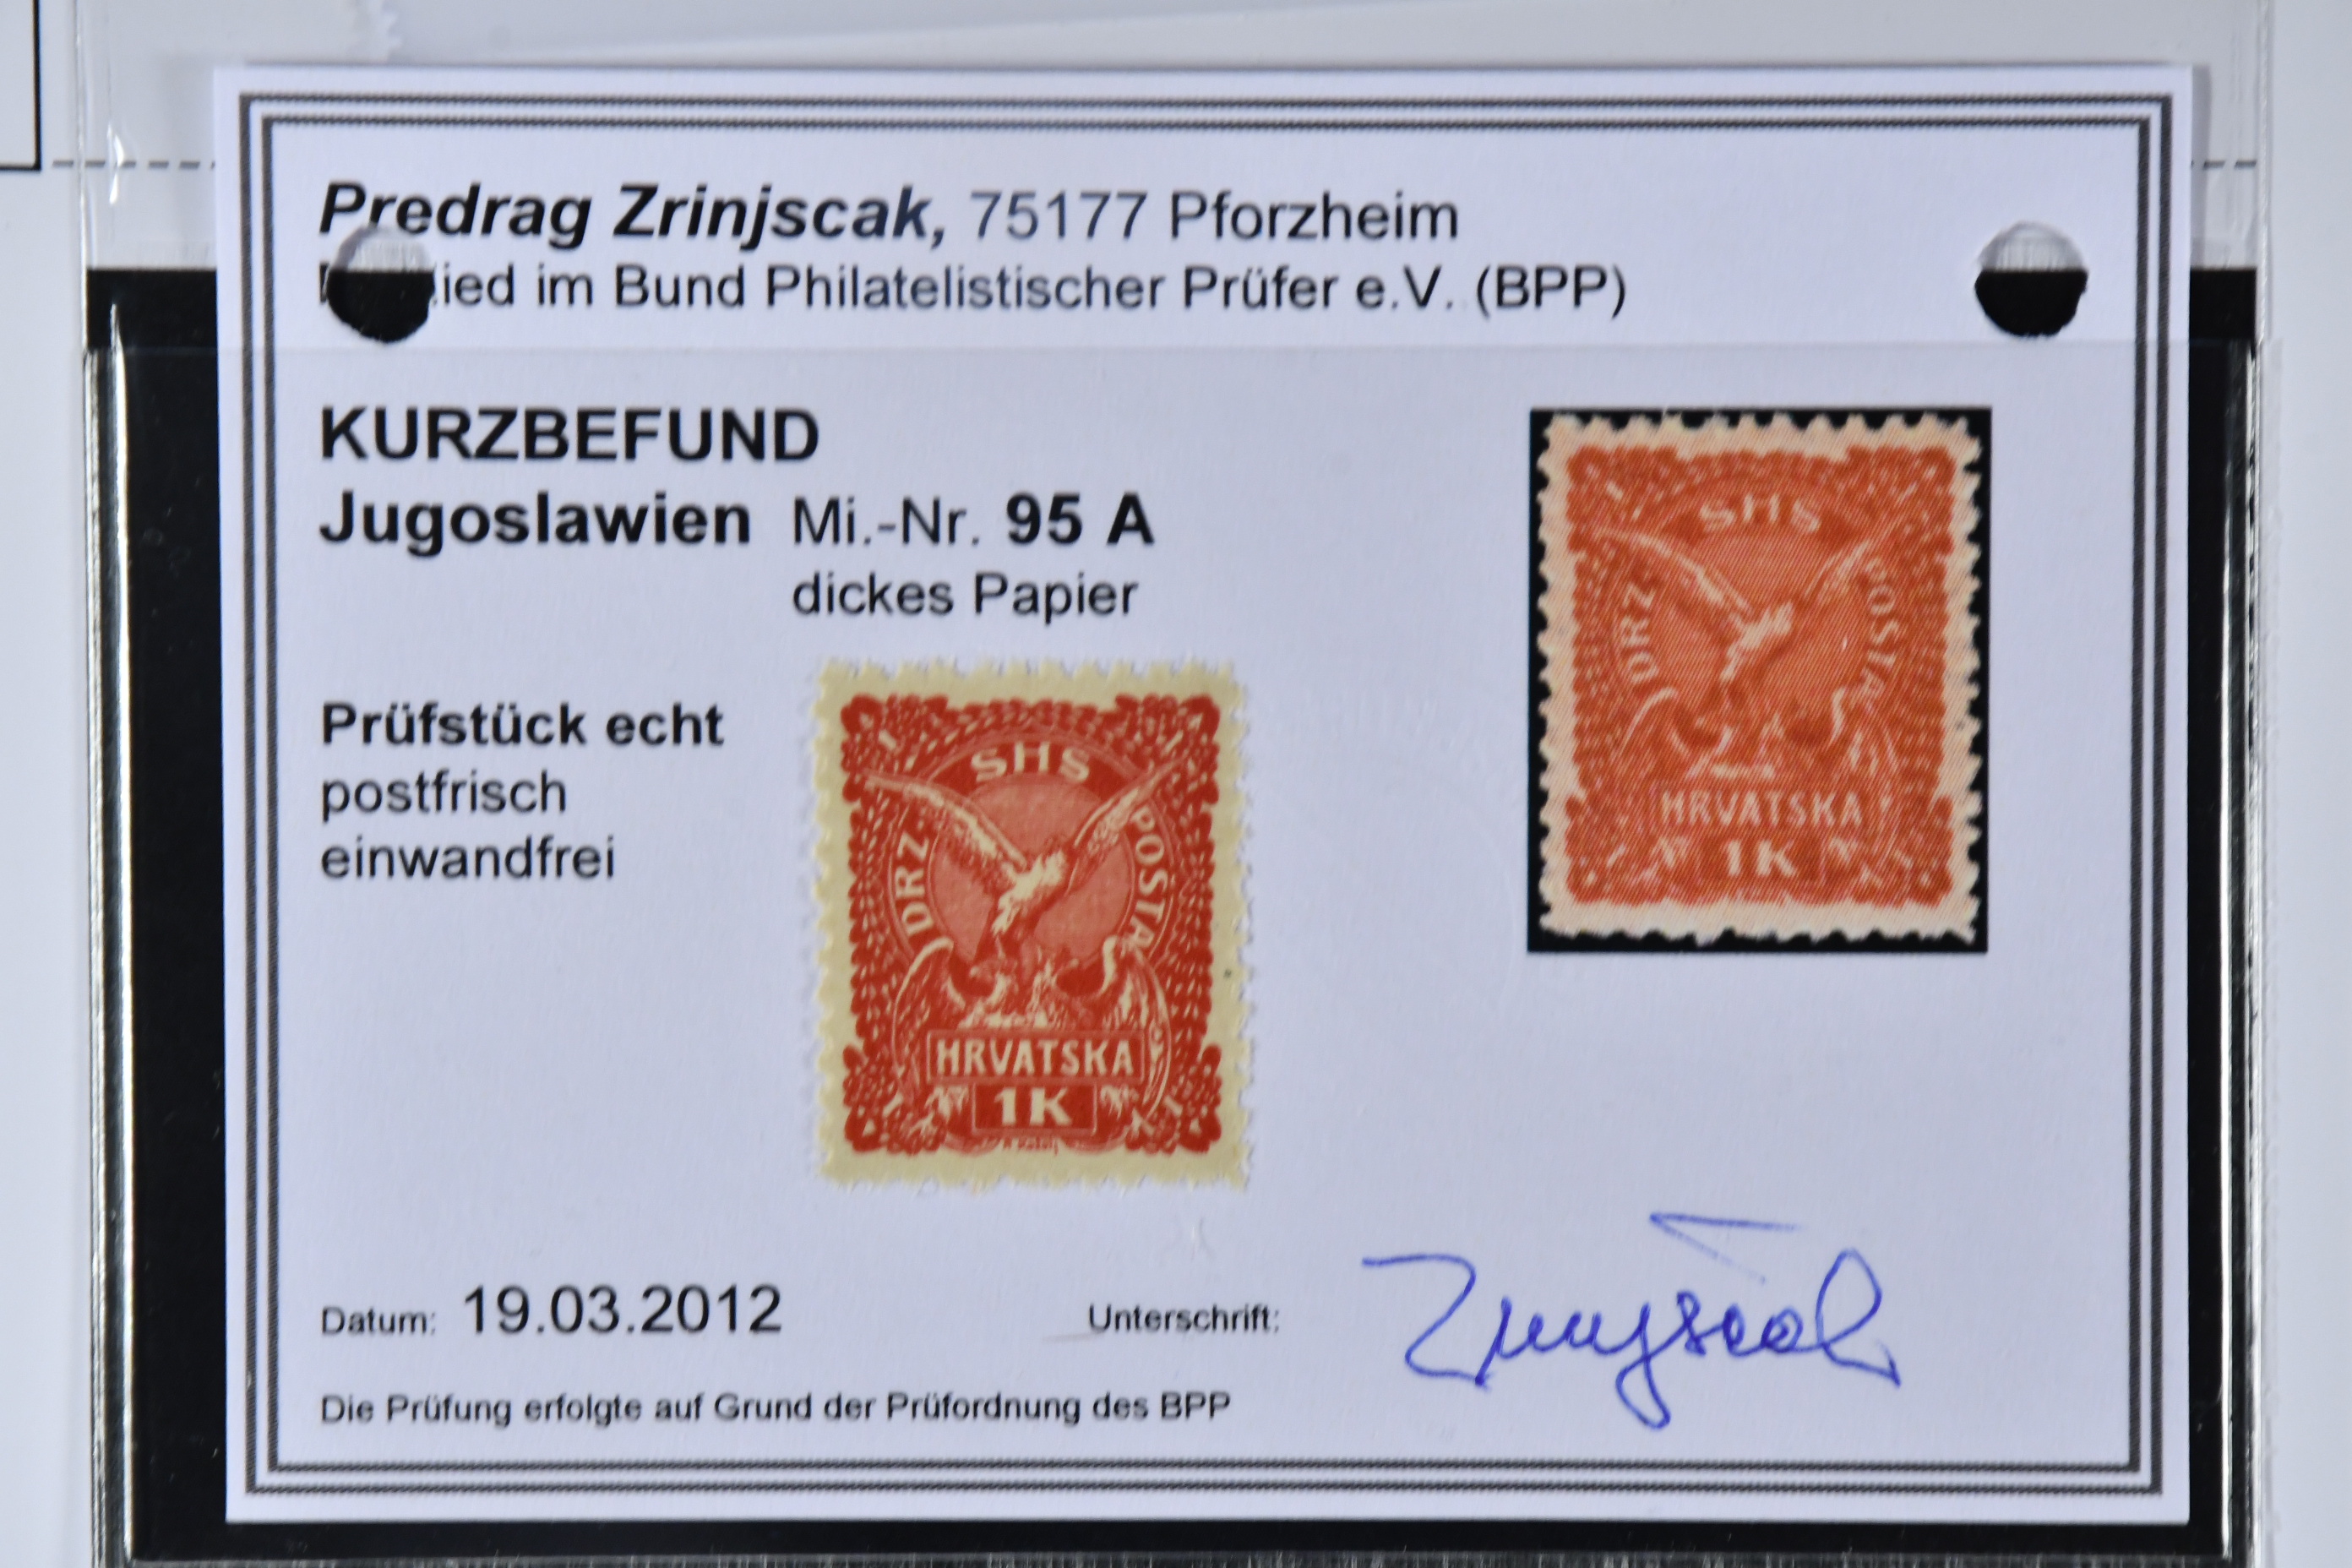 Predrag Zrinjscak, 75177 Pforzheim
im Bund Philatelistischer Prüfer e.V. (BPP)
KURZBEFUND
Jugoslawien Mi.-Nr. 95 A
dickes Papier
Prüfstück echt
postfrisch
einwandfrei
SHS
DRZ. POSTA
HRVATSKA
1K
SHS
DRZ. POSTA
HRVATSKA
1K
Datum: 19.03.2012
Unterschrift:
Die Prüfung erfolgte auf Grund der Prüfordnung des BPP